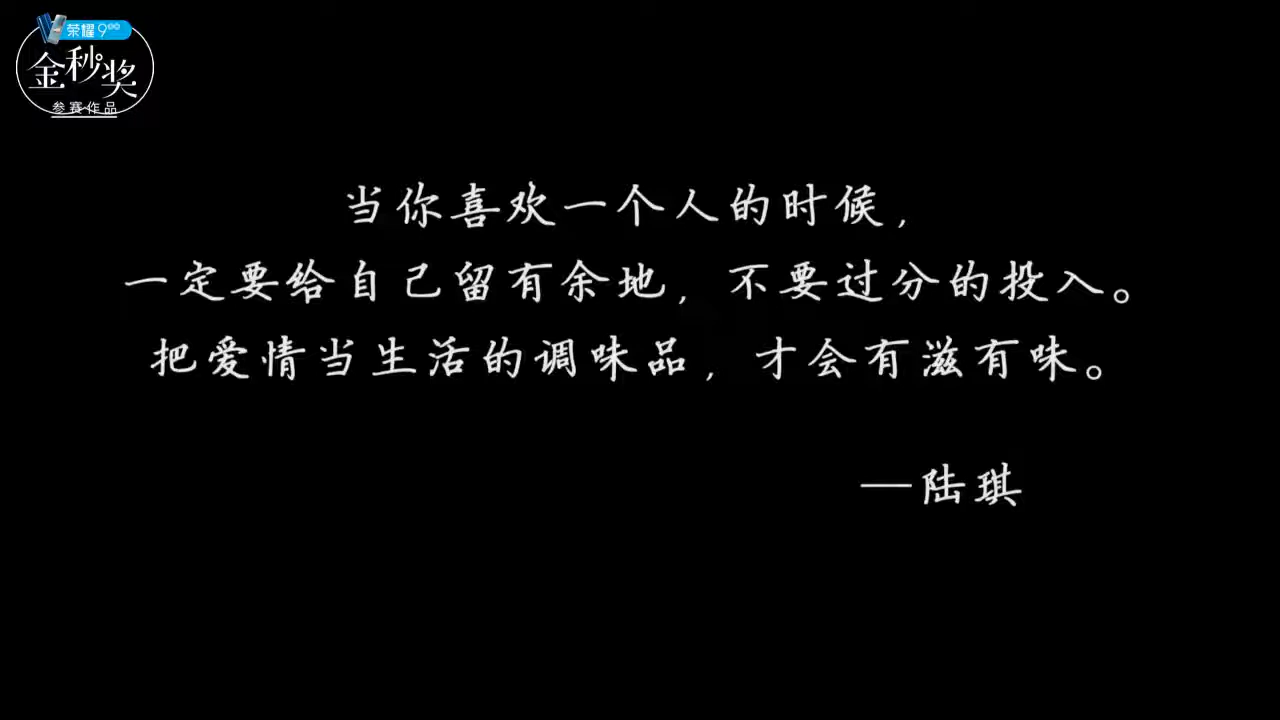 荣耀9
金秒奖
参赛作品
当你喜欢一个人的时候，
一定要给自己留有余地，不要过分的投入。
把爱情当生活的调味品，才会有滋有味。
—陆琪